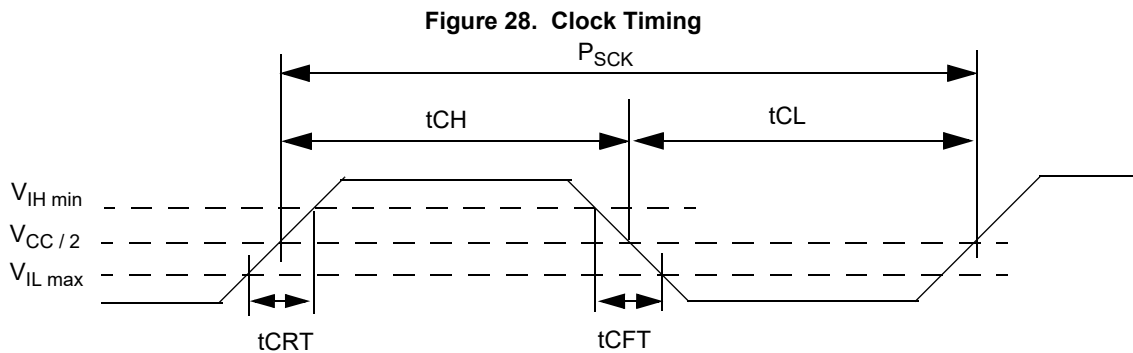 Figure 28. Clock Timing
PSCK
tCH
tCL
VIH min
VCC / 2
VIL max
tCRT
tCFT